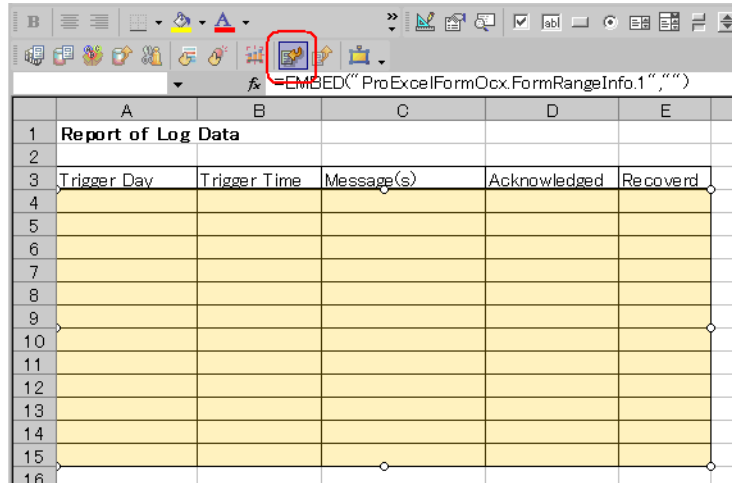 B A »
ab|
fx =EMBED("ProExcelFormOcx.FormRangeInfo.1","")
A B C D E
1 Report of Log Data
2
3 Trigger Day Trigger Time Message(s) Acknowledged Recoverd
4
5
6
7
8
9
10
11
12
13
14
15
16